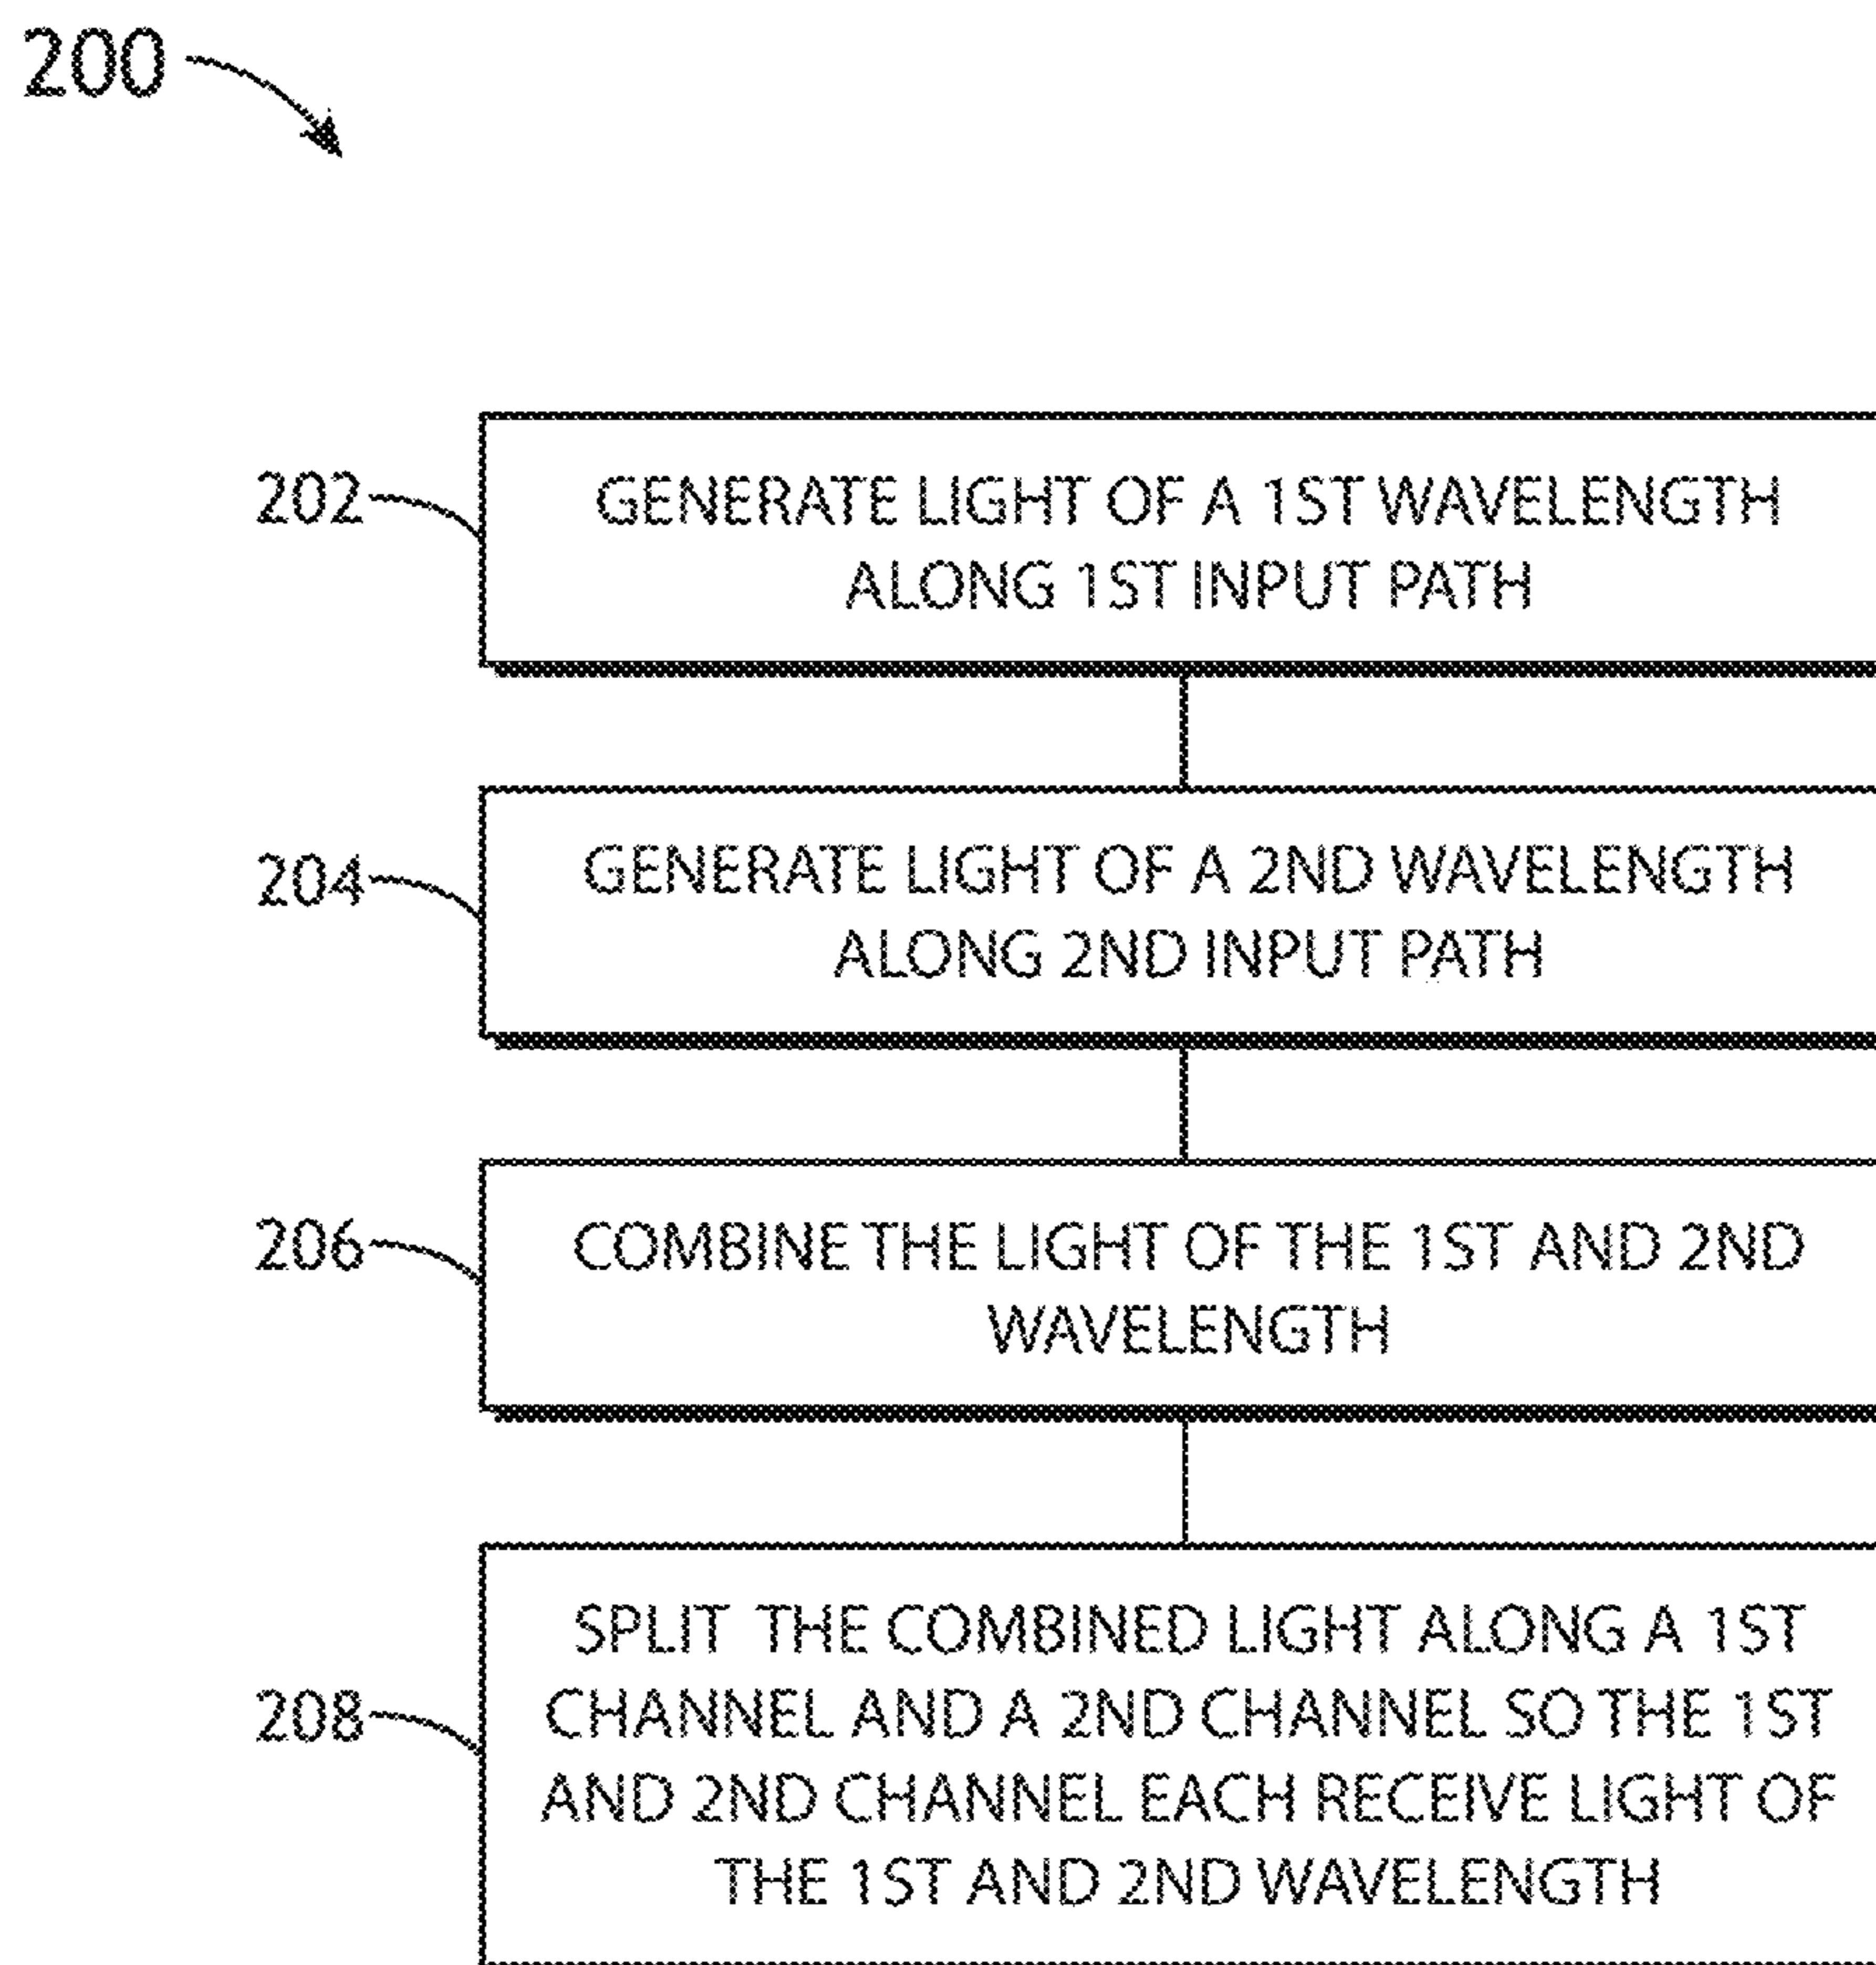 200
202
GENERATE LIGHT OF A 1ST WAVELENGTH
ALONG 1ST INPUT PATH
204
GENERATE LIGHT OF A 2ND WAVELENGTH
ALONG 2ND INPUT PATH
206
COMBINE THE LIGHT OF THE 1ST AND 2ND
WAVELENGTH
208
SPLIT THE COMBINED LIGHT ALONG A 1ST
CHANNEL AND A 2ND CHANNEL SO THE 1ST
AND 2ND CHANNEL EACH RECEIVE LIGHT OF
THE 1ST AND 2ND WAVELENGTH